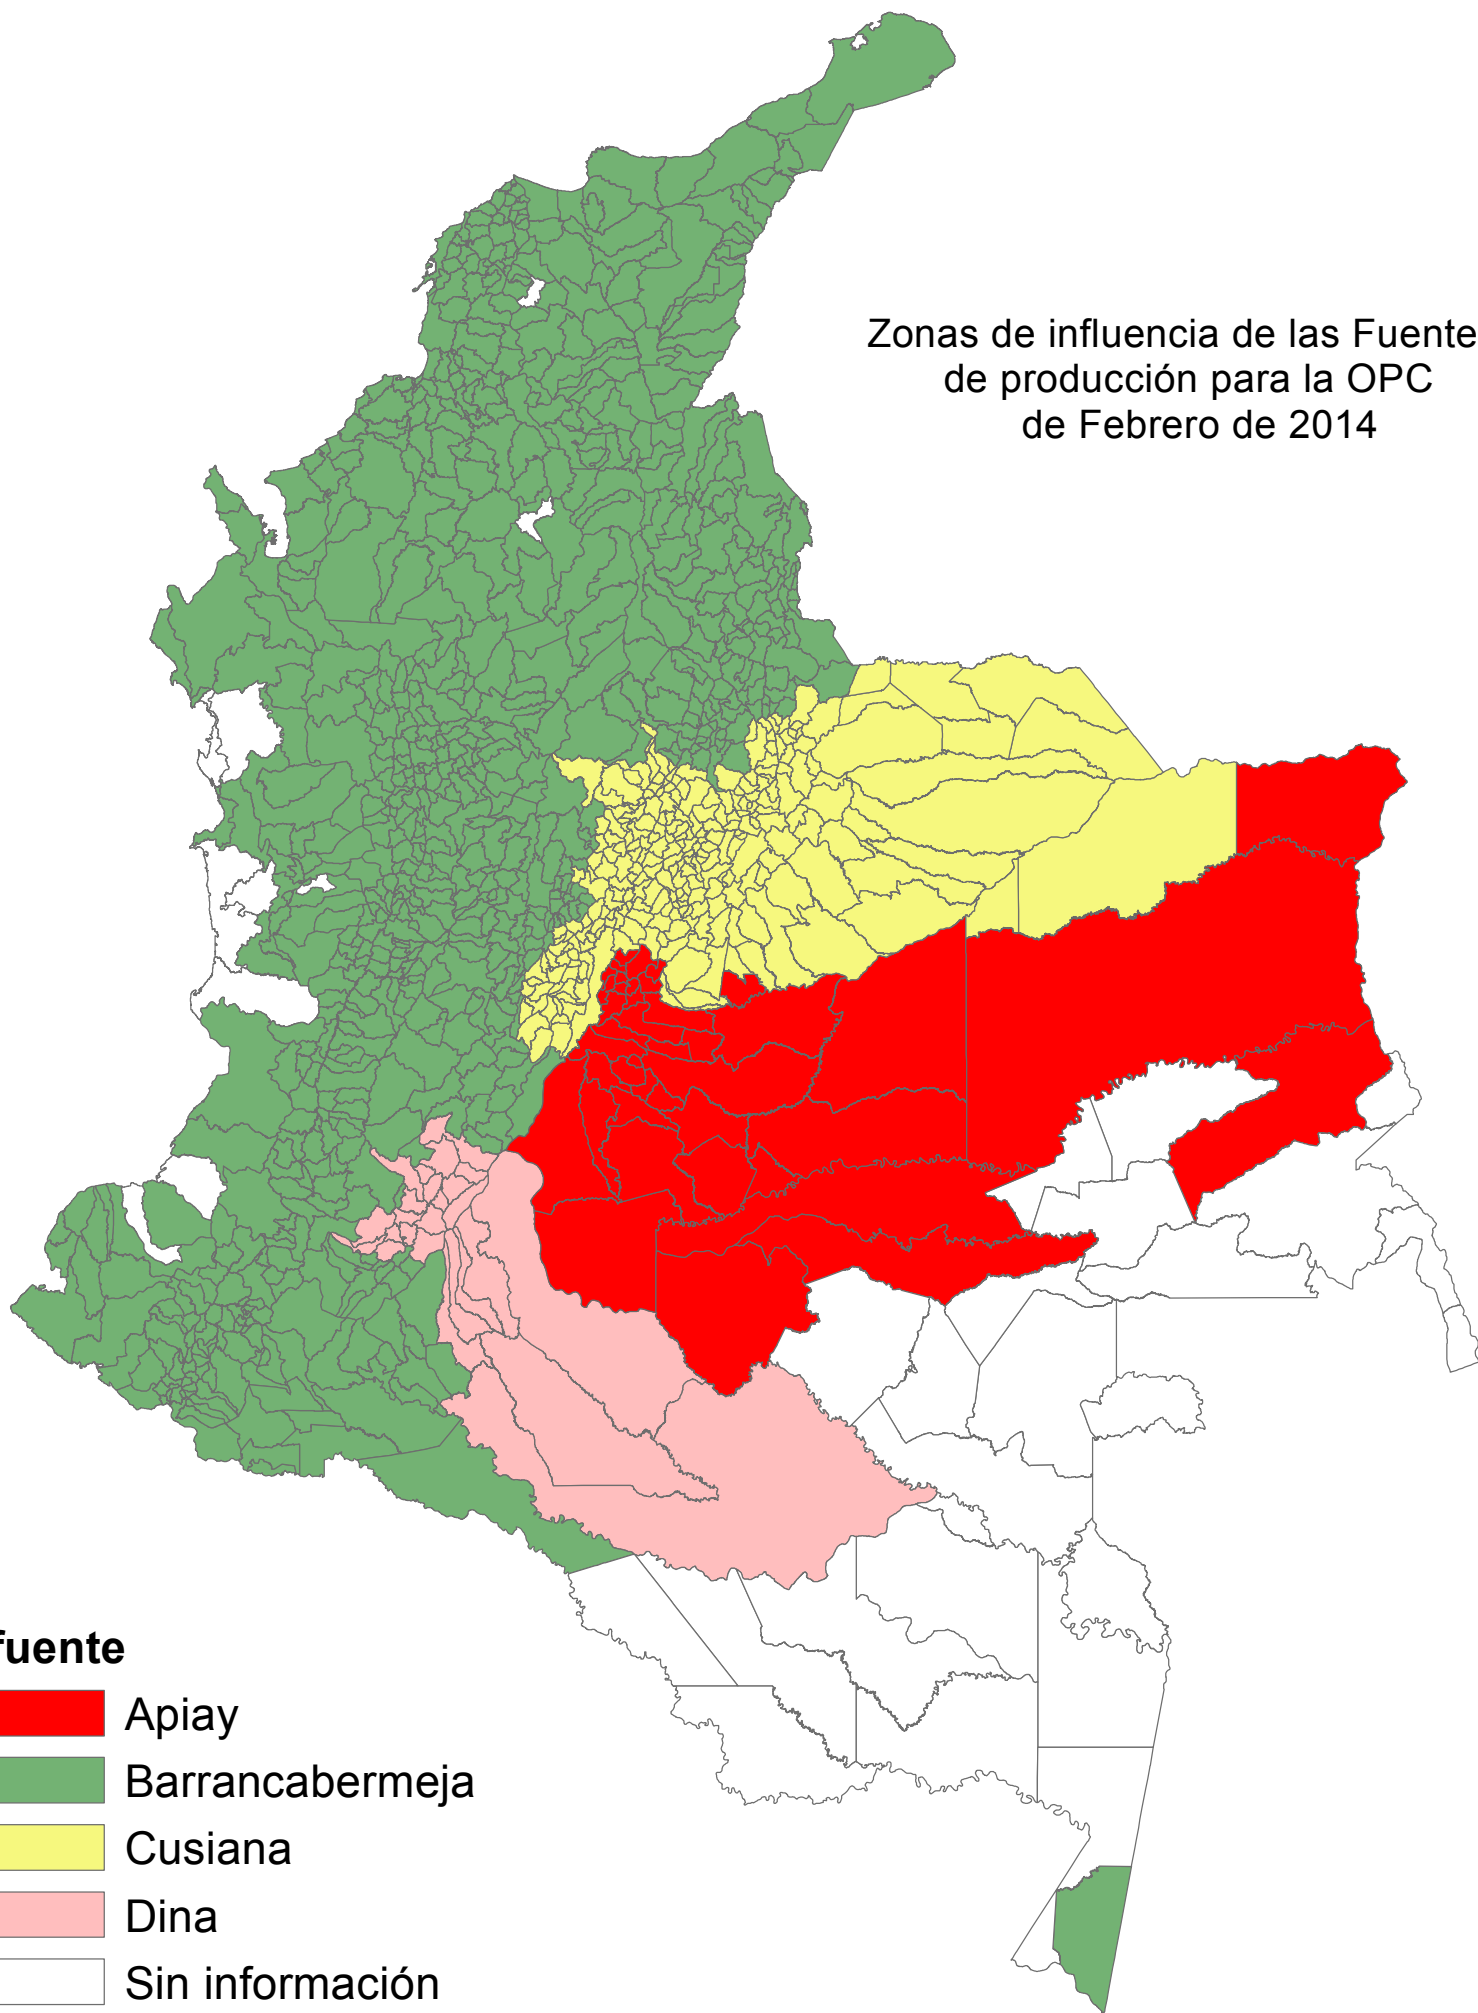 Zonas de influencia de las Fuente
de producción para la OPC
de Febrero de 2014
fuente
Apiay
Barrancabermeja
Cusiana
Dina
Sin información